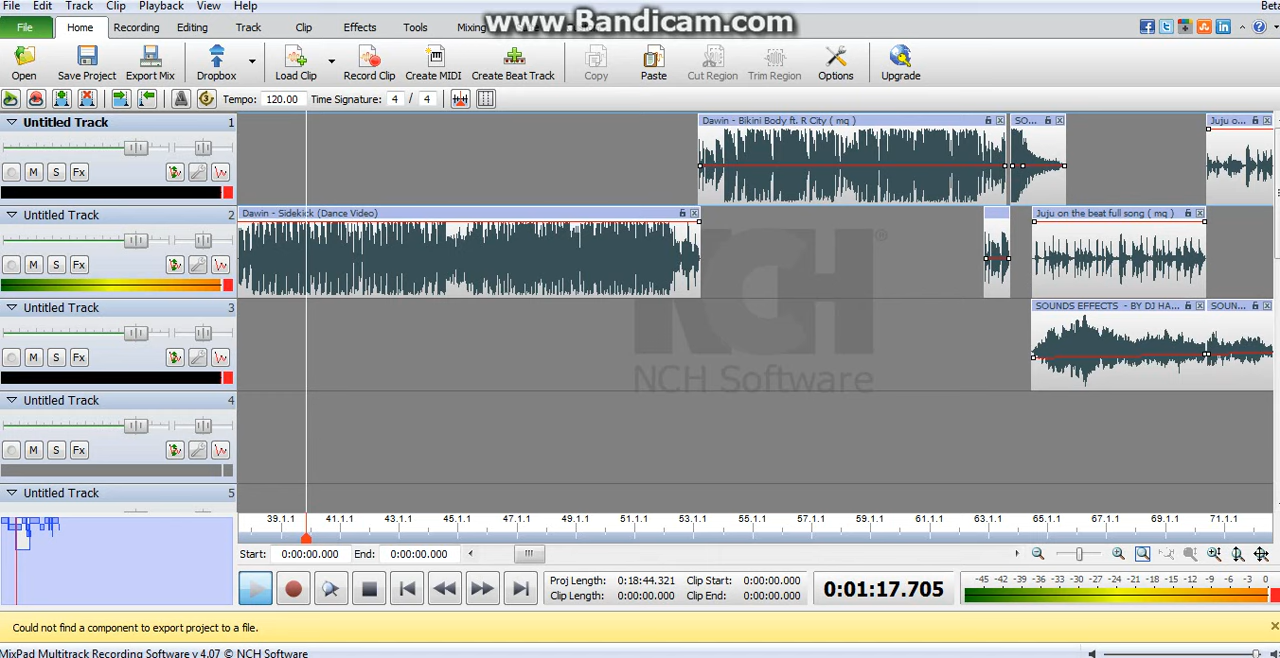 File Edit Track Clip Playback View Help
www.Bandicam.com
Beta
File Home Recording Editing Track Clip Effects Tools Mixing
Open Save Project Export Mix Dropbox Load Clip Record Clip Create MIDI Create Beat Track Copy Paste Cut Region Trim Region Options Upgrade
Tempo: 120.00 Time Signature: 4 / 4
Untitled Track 1
M S Fx
Dawin - Bikini Body ft. R City ( mq )
SO...
Juju o...
Untitled Track 2
M S Fx
Dawin - Sidekick (Dance Video)
Juju on the beat full song ( mq )
Untitled Track 3
M S Fx
SOUNDS EFFECTS - BY DJ HA...
SOUN...
NCH®
NCH Software
Untitled Track 4
M S Fx
Untitled Track 5
39.1.1 41.1.1 43.1.1 45.1.1 47.1.1 49.1.1 51.1.1 53.1.1 55.1.1 57.1.1 59.1.1 61.1.1 63.1.1 65.1.1 67.1.1 69.1.1 71.1.1
Start: 0:00:00.000 End: 0:00:00.000
Proj Length: 0:18:44.321 Clip Start: 0:00:00.000
Clip Length: 0:00:00.000 Clip End: 0:00:00.000
0:01:17.705
-45 -42 -39 -36 -33 -30 -27 -24 -21 -18 -15 -12 -9 -6 -3 0
Could not find a component to export project to a file.
MixPad Multitrack Recording Software v 4.07 © NCH Software